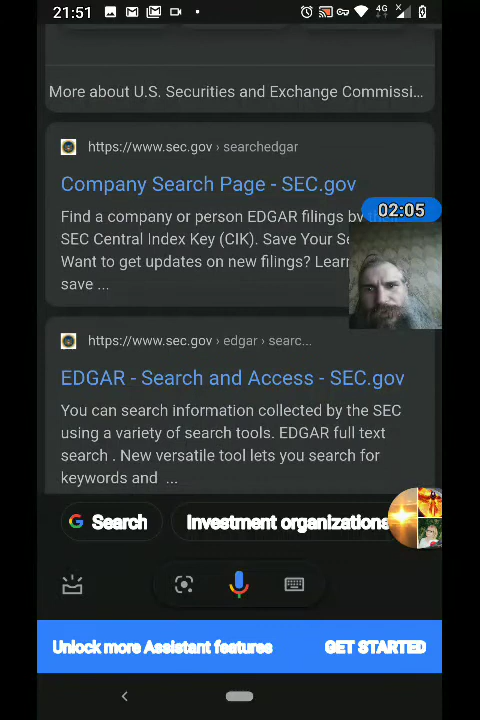 21:51
4G
More about U.S. Securities and Exchange Commissi...
https://www.sec.gov › searchedgar
Company Search Page - SEC.gov
02:05
Find a company or person EDGAR filings by
SEC Central Index Key (CIK). Save Your
Want to get updates on new filings?
save ...
https://www.sec.gov › edgar › searc...
EDGAR - Search and Access - SEC.gov
You can search information collected by the SEC
using a variety of search tools. EDGAR full text
search . New versatile tool lets you search for
keywords and ...
G Search
Investment organizations
Unlock more Assistant features
GET STARTED